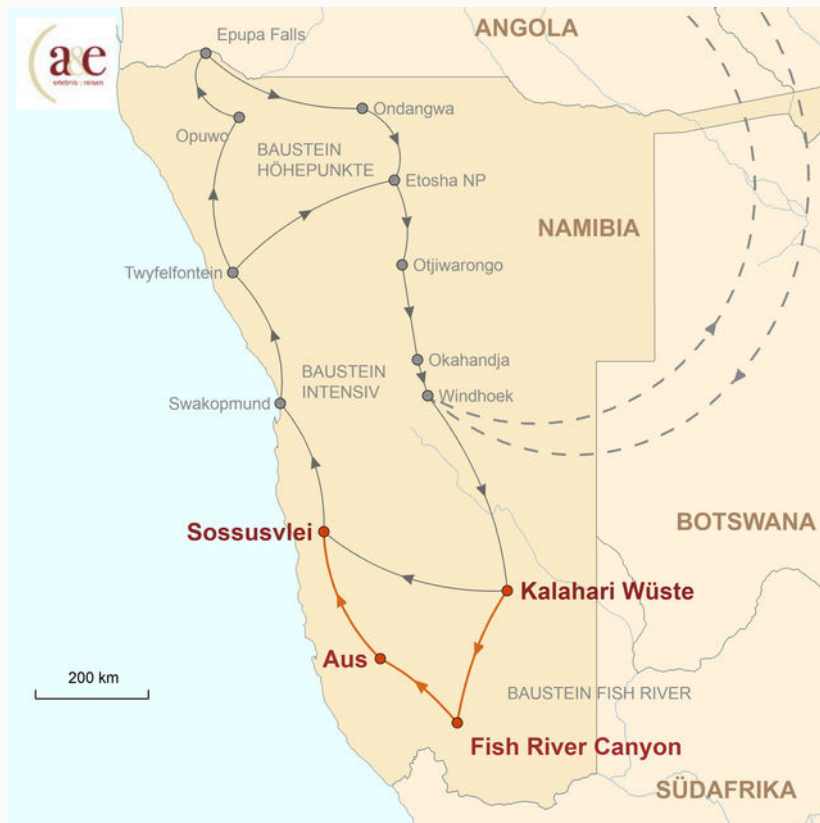 Epupa Falls
ANGOLA
a&e
erlebnis : reisen
Ondangwa
Opuwo
BAUSTEIN
HÖHEPUNKTE
Etosha NP
NAMIBIA
Twyfelfontein
Otjiwarongo
Okahandja
BAUSTEIN
INTENSIV
Swakopmund
Windhoek
Sossusvlei
BOTSWANA
Kalahari Wüste
Aus
200 km
BAUSTEIN FISH RIVER
Fish River Canyon
SÜDAFRIKA